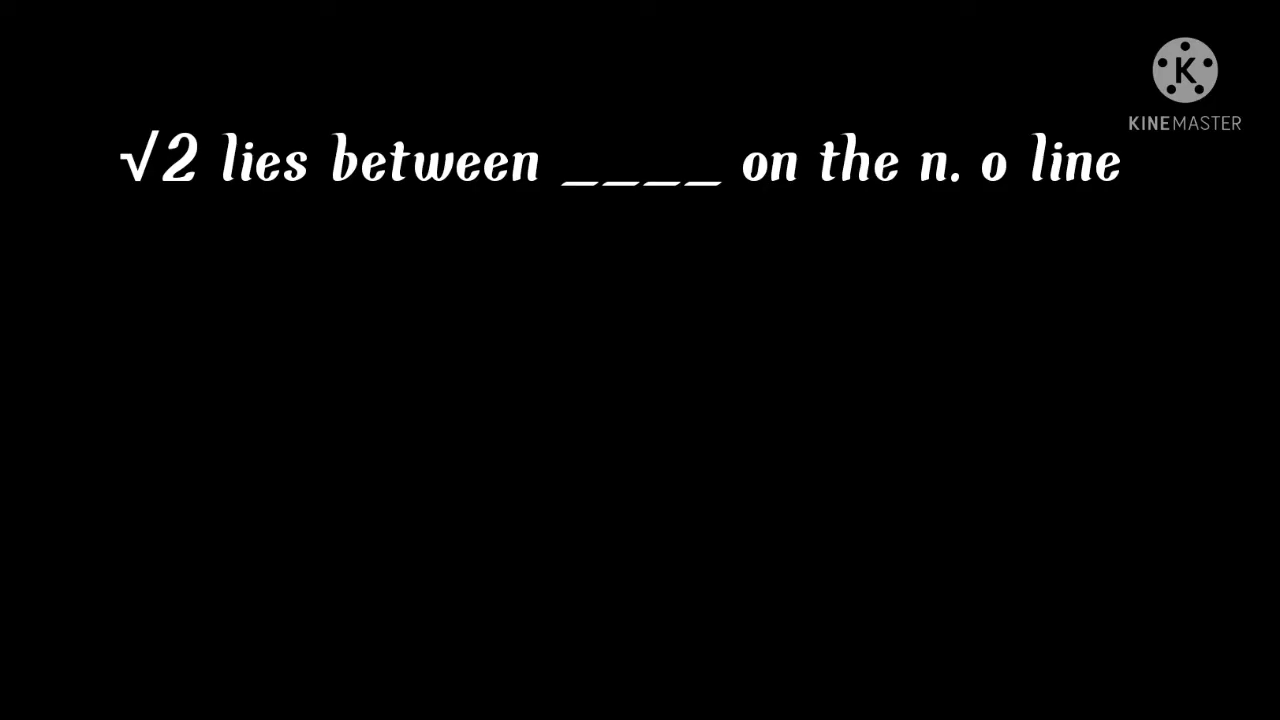 K
KINEMASTER
√2 lies between ____ on the n. o line